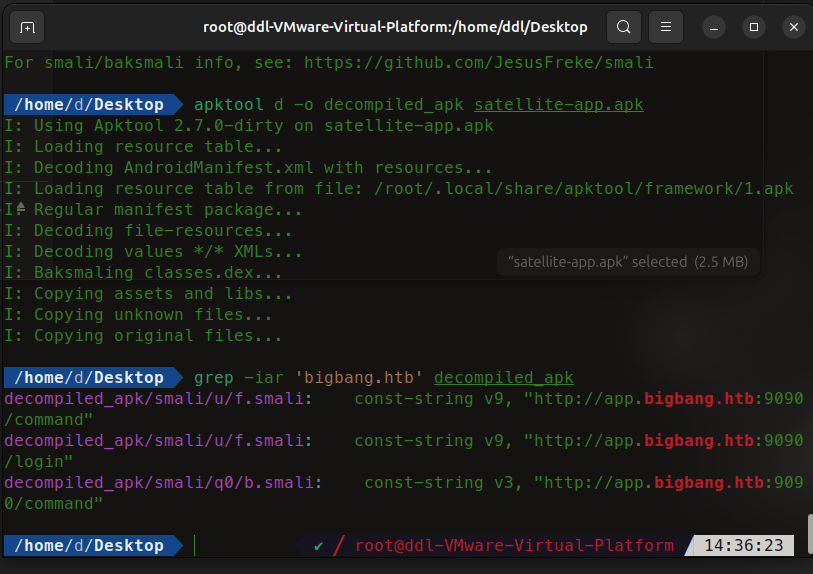 root@ddl-VMware-Virtual-Platform:/home/ddl/Desktop
For smali/baksmali info, see: https://github.com/JesusFreke/smali
/home/d/Desktop apktool d -o decompiled_apk satellite-app.apk
I: Using Apktool 2.7.0-dirty on satellite-app.apk
I: Loading resource table...
I: Decoding AndroidManifest.xml with resources...
I: Loading resource table from file: /root/.local/share/apktool/framework/1.apk
I: Regular manifest package...
I: Decoding file-resources...
I: Decoding values */* XMLs...
"satellite-app.apk" selected (2.5 MB)
I: Baksmaling classes.dex...
I: Copying assets and libs...
I: Copying unknown files...
I: Copying original files...
/home/d/Desktop grep -iar 'bigbang.htb' decompiled_apk
decompiled_apk/smali/u/f.smali:    const-string v9, "http://app.bigbang.htb:9090
/command"
decompiled_apk/smali/u/f.smali:    const-string v9, "http://app.bigbang.htb:9090
/login"
decompiled_apk/smali/q0/b.smali:    const-string v3, "http://app.bigbang.htb:909
0/command"
/home/d/Desktop ✔ / root@ddl-VMware-Virtual-Platform 14:36:23